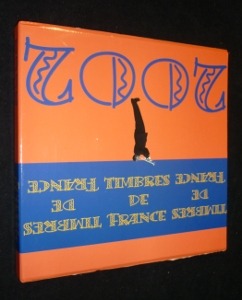 2002
TIMBRES FRANCE TIMBRES
DE DE DE
FRANCE TIMBRES FRANCE